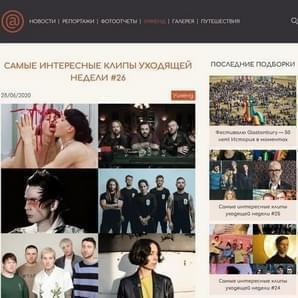 @
НОВОСТИ | РЕПОРТАЖИ | ФОТООТЧЕТЫ | УИКЕНД | ГАЛЕРЕЯ | ПУТЕШЕСТВИЯ
САМЫЕ ИНТЕРЕСНЫЕ КЛИПЫ УХОДЯЩЕЙ
НЕДЕЛИ #26
28/06/2020
Уикенд
ПОСЛЕДНИЕ ПОДБОРКИ
Фестивалю Glastonbury — 50
лет! История в моментах
Самые интересные клипы
уходящей недели #25
Самые интересные клипы
уходящей недели #24